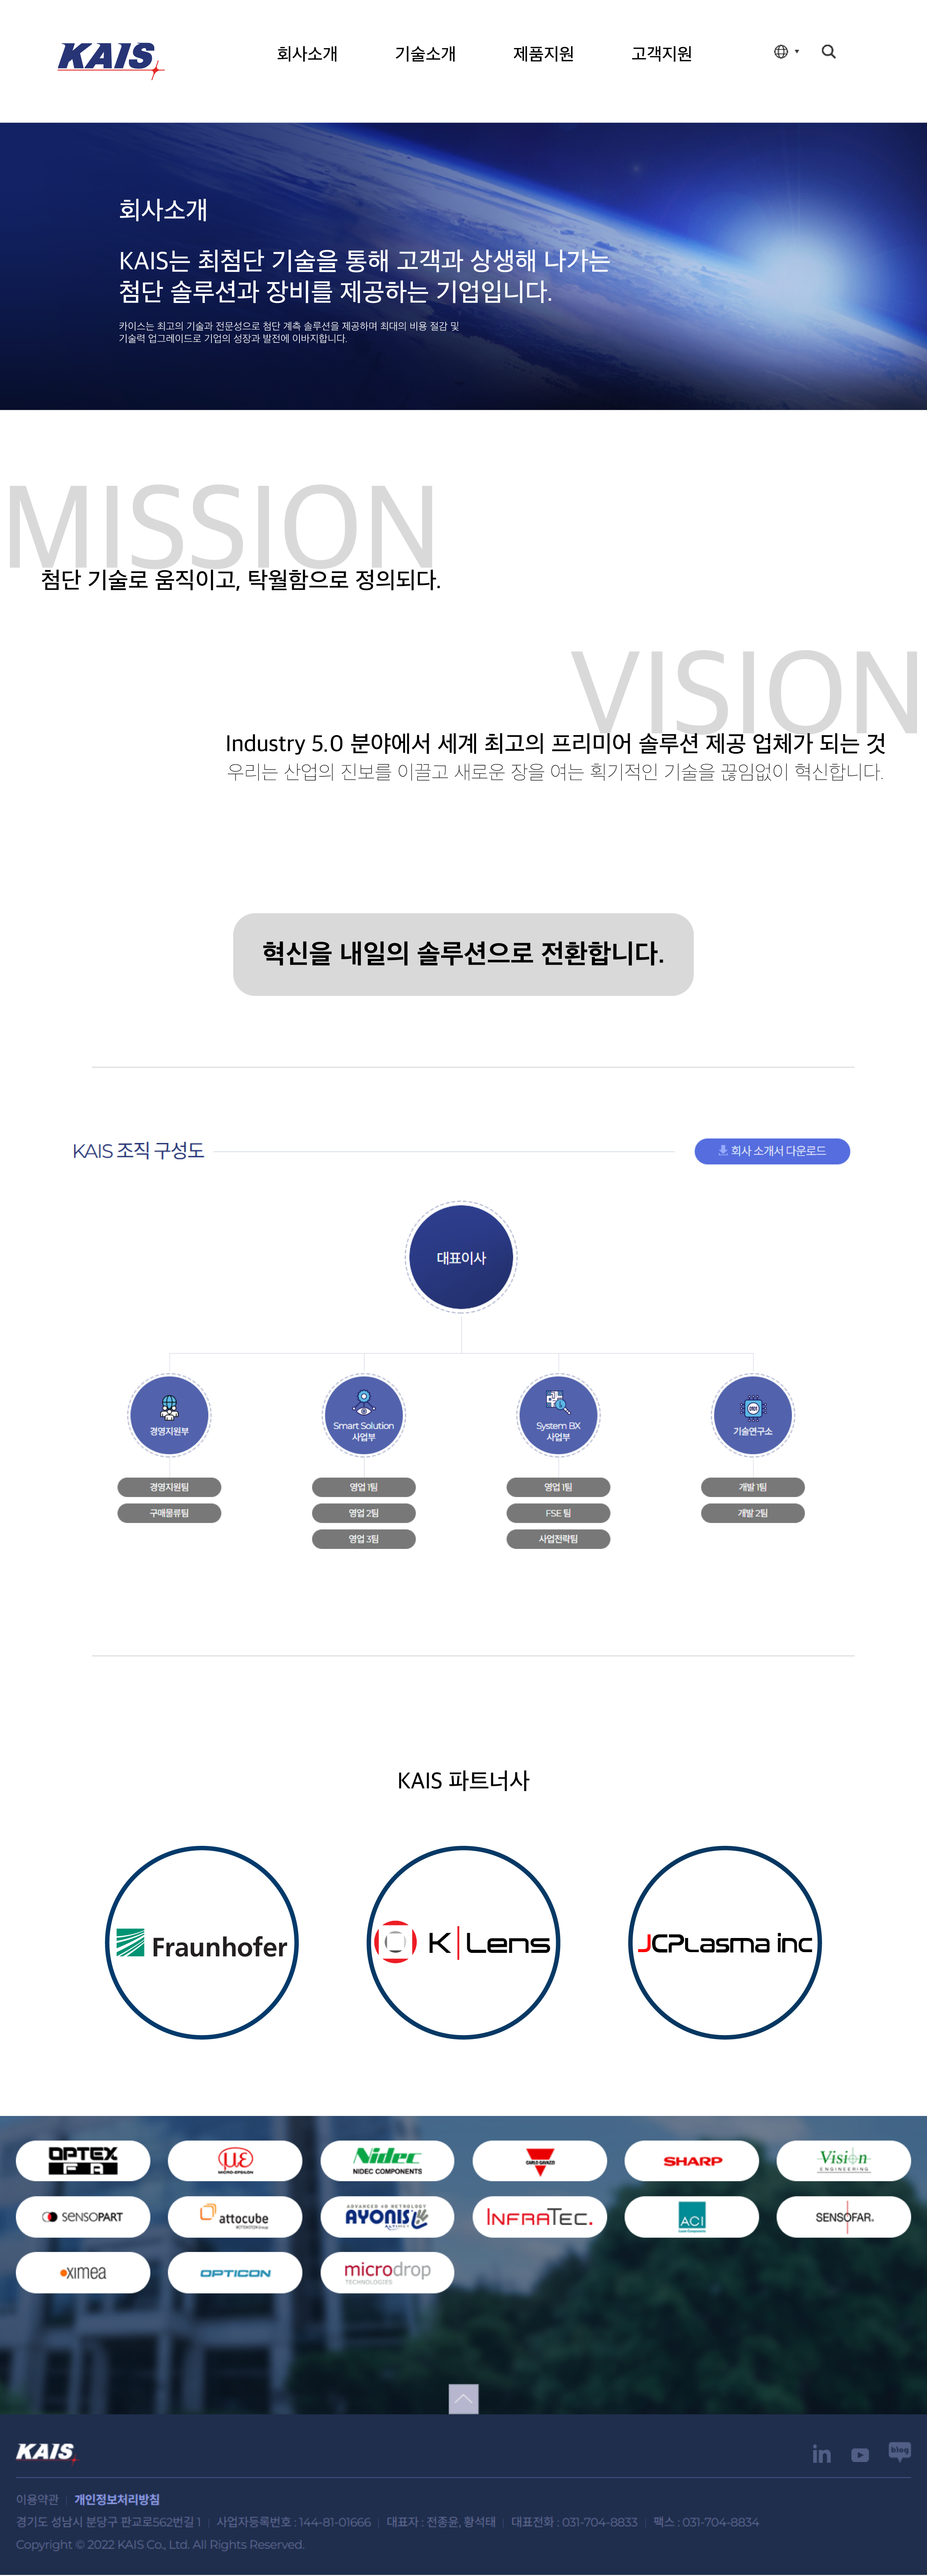 KAIS
회사소개 기술소개 제품지원 고객지원
회사소개
KAIS는 최첨단 기술을 통해 고객과 상생해 나가는
첨단 솔루션과 장비를 제공하는 기업입니다.
카이스는 최고의 기술과 전문성으로 첨단 계측 솔루션을 제공하며 최대의 비용 절감 및
기술력 업그레이드로 기업의 성장과 발전에 이바지합니다.
MISSION
첨단 기술로 움직이고, 탁월함으로 정의되다.
VISION
Industry 5.0 분야에서 세계 최고의 프리미어 솔루션 제공 업체가 되는 것
우리는 산업의 진보를 이끌고 새로운 장을 여는 획기적인 기술을 끊임없이 혁신합니다.
혁신을 내일의 솔루션으로 전환합니다.
KAIS 조직 구성도
회사 소개서 다운로드
대표이사
경영지원부
Smart Solution
사업부
System BX
사업부
기술연구소
경영지원팀 영업 1팀 영업 1팀 개발 1팀
구매물류팀 영업 2팀 FSE 팀 개발 2팀
영업 3팀 사업전략팀
KAIS 파트너사
Fraunhofer
K|Lens
JCPLasma inc
OPTEX
FA
με
MICRO-EPSILON
Nidec
NIDEC COMPONENTS
CARLO GAVAZZI
SHARP
Vision
ENGINEERING
SENSOPART
attocube
WITTENSTEIN Group
ADVANCED 4D METROLOGY
AYONIS
INFRATEC.
ACI
SENSOFAR.
XIMEA
OPTICON
microdrop
TECHNOLOGIES
KAIS
in
blog
이용약관 | 개인정보처리방침
경기도 성남시 분당구 판교로562번길 1 | 사업자등록번호 : 144-81-01666 | 대표자 : 전종윤, 황석태 | 대표전화 : 031-704-8833 | 팩스 : 031-704-8834
Copyright © 2022 KAIS Co., Ltd. All Rights Reserved.